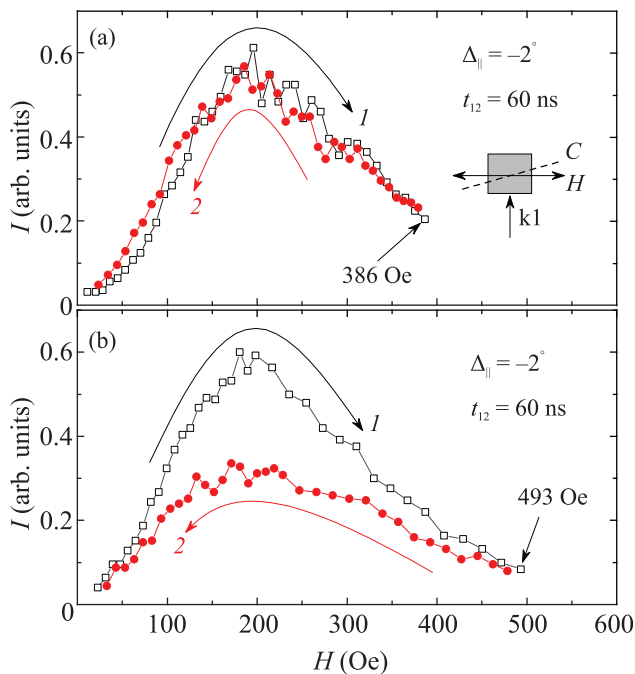 (a)
Δ∥ = –2°
t12 = 60 ns
1
2
C
H
k1
386 Oe
I (arb. units)
0.6
0.4
0.2
0
(b)
Δ∥ = –2°
t12 = 60 ns
1
2
493 Oe
I (arb. units)
0.6
0.4
0.2
0
0 100 200 300 400 500 600
H (Oe)